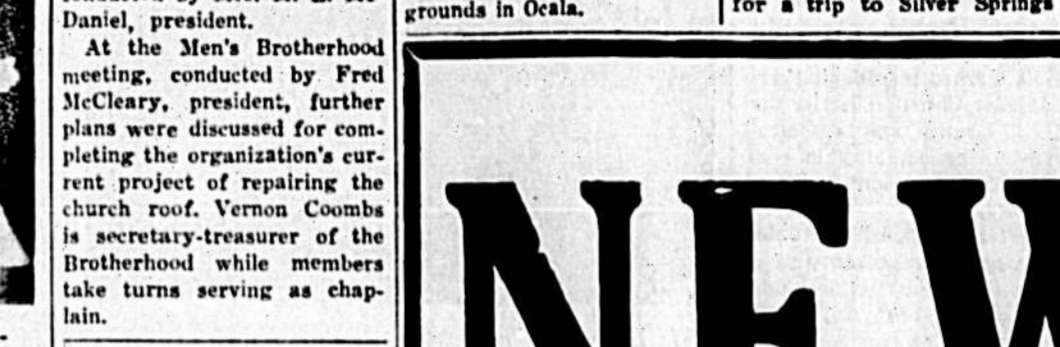 Daniel, president.
At the Men's Brotherhood
meeting, conducted by Fred
McCleary, president, further
plans were discussed for com-
pleting the organization's cur-
rent project of repairing the
church roof. Vernon Coombs
is secretary-treasurer of the
Brotherhood while members
take turns serving as chap-
lain.
grounds in Ocala.
for a trip to Silver Springs
NEW